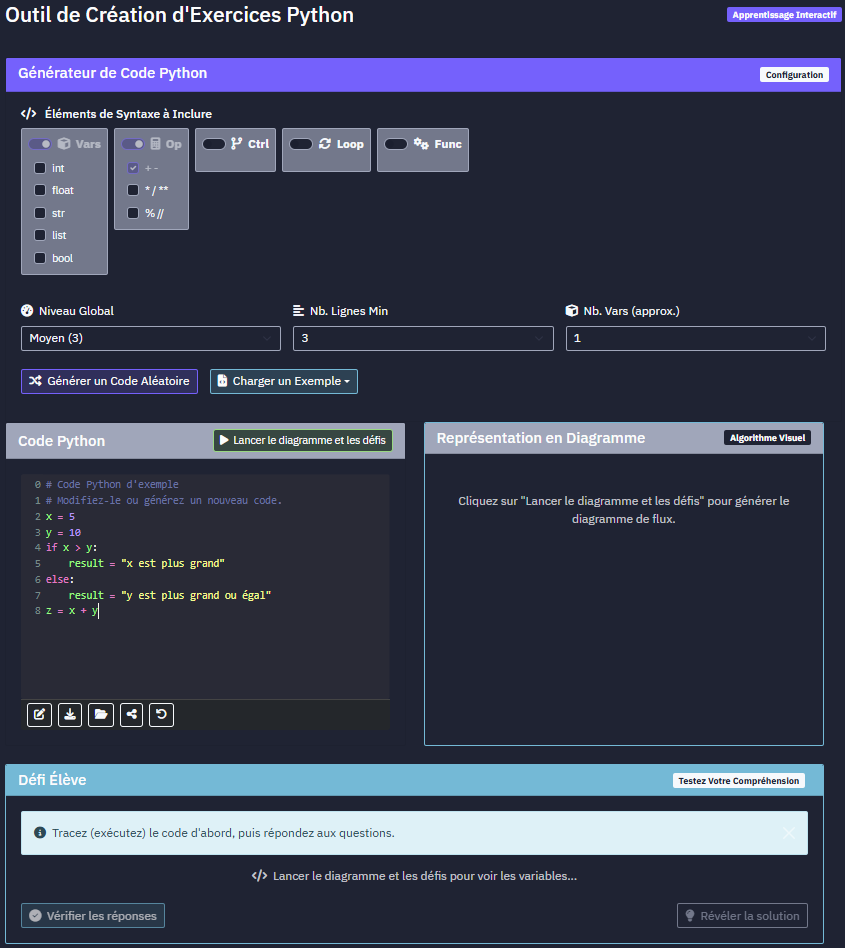 Outil de Création d'Exercices Python
Apprentissage Interactif
Générateur de Code Python
Configuration
</> Éléments de Syntaxe à Inclure
Vars
int
float
str
list
bool
Op
+ -
* / **
% //
Ctrl
Loop
Func
Niveau Global
Moyen (3)
Nb. Lignes Min
3
Nb. Vars (approx.)
1
Générer un Code Aléatoire
Charger un Exemple
Code Python
Lancer le diagramme et les défis
0 # Code Python d'exemple
1 # Modifiez-le ou générez un nouveau code.
2 x = 5
3 y = 10
4 if x > y:
5     result = "x est plus grand"
6 else:
7     result = "y est plus grand ou égal"
8 z = x + y
Représentation en Diagramme
Algorithme Visuel
Cliquez sur "Lancer le diagramme et les défis" pour générer le
diagramme de flux.
Défi Élève
Testez Votre Compréhension
Tracez (exécutez) le code d'abord, puis répondez aux questions.
</> Lancer le diagramme et les défis pour voir les variables...
Vérifier les réponses
Révéler la solution